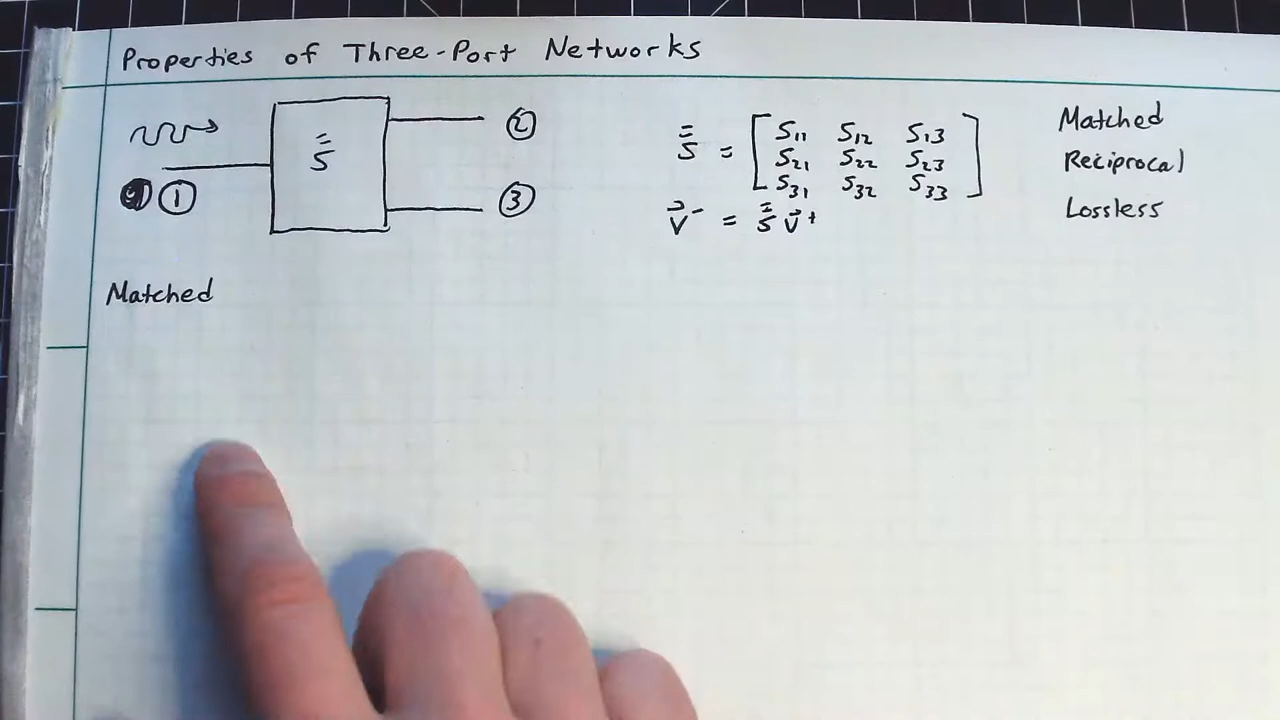 Properties of Three-Port Networks
S̿
① ② ③
S̿ = [ S11 S12 S13
S21 S22 S23
S31 S32 S33 ]
V⃗⁻ = S̿ V⃗⁺
Matched
Reciprocal
Lossless
Matched